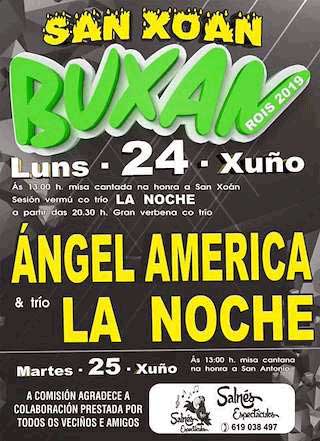 SAN XOÁN
BUXAN
ROIS 2019
Luns · 24 · Xuño
Ás 13:00 h. misa cantada na honra a San Xoán
Sesión vermú co trío LA NOCHE
a partir das 20.30 h. Gran verbena co trío
ÁNGEL AMERICA
& trío LA NOCHE
Martes · 25 · Xuño
Ás 13:00 h. misa cantana
na honra a San Antonio
A COMISIÓN AGRADECE A
COLABORACIÓN PRESTADA POR
TODOS OS VECIÑOS E AMIGOS
Salnés
Espectáculos
Salnés
Espectáculos
619 038 497